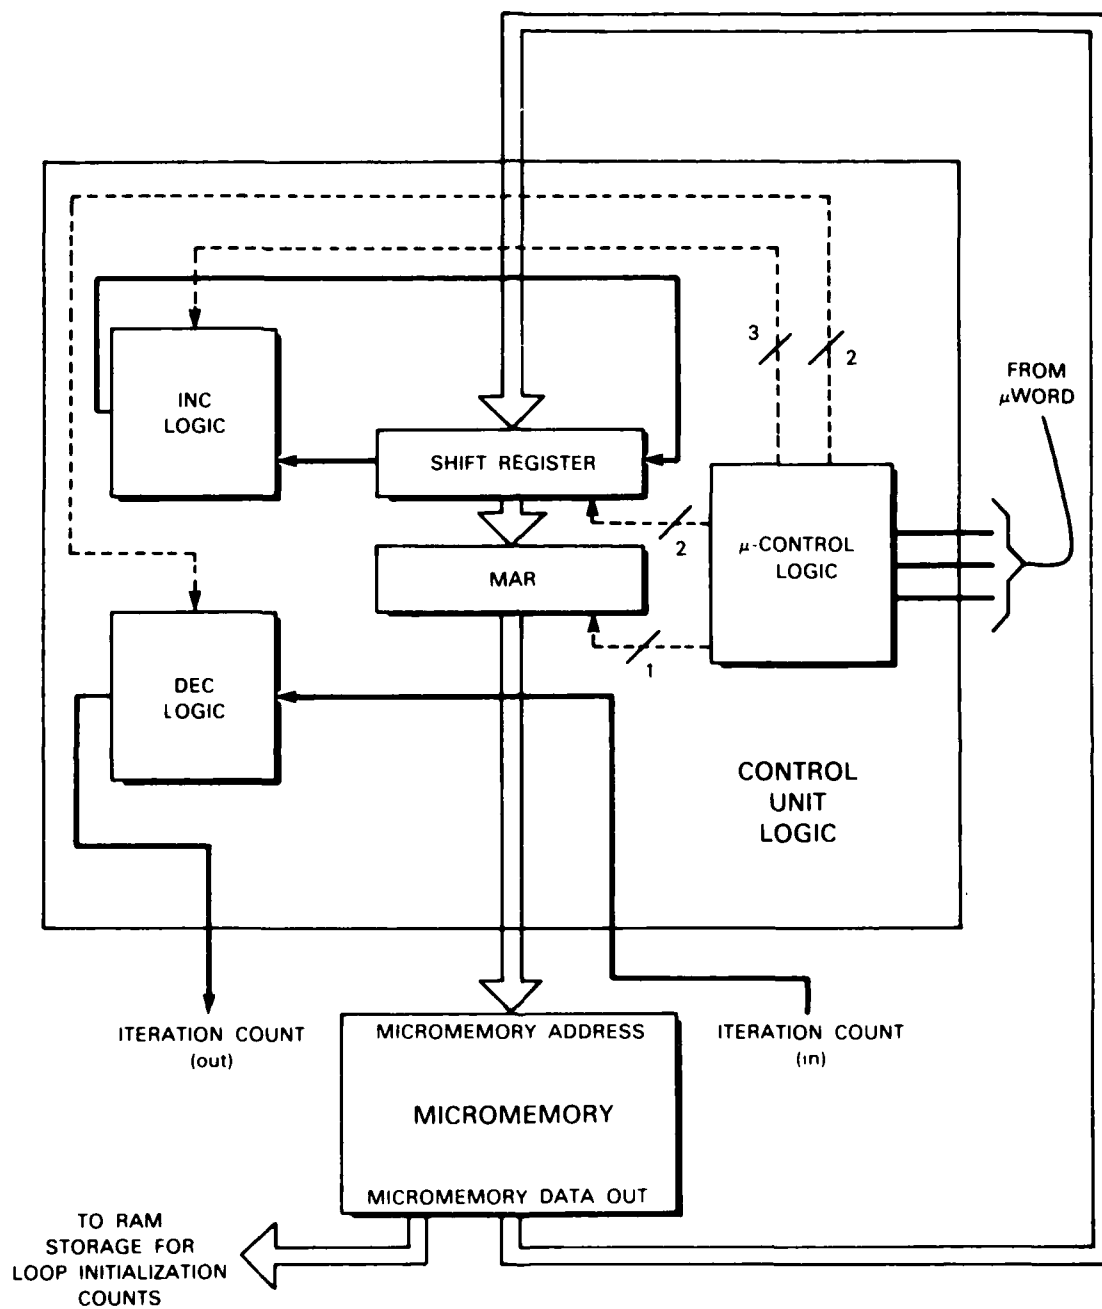 3
2
FROM
μWORD
INC
LOGIC
SHIFT REGISTER
2
μ-CONTROL
LOGIC
MAR
1
DEC
LOGIC
CONTROL
UNIT
LOGIC
ITERATION COUNT
(out)
MICROMEMORY ADDRESS
ITERATION COUNT
(in)
MICROMEMORY
MICROMEMORY DATA OUT
TO RAM
STORAGE FOR
LOOP INITIALIZATION
COUNTS